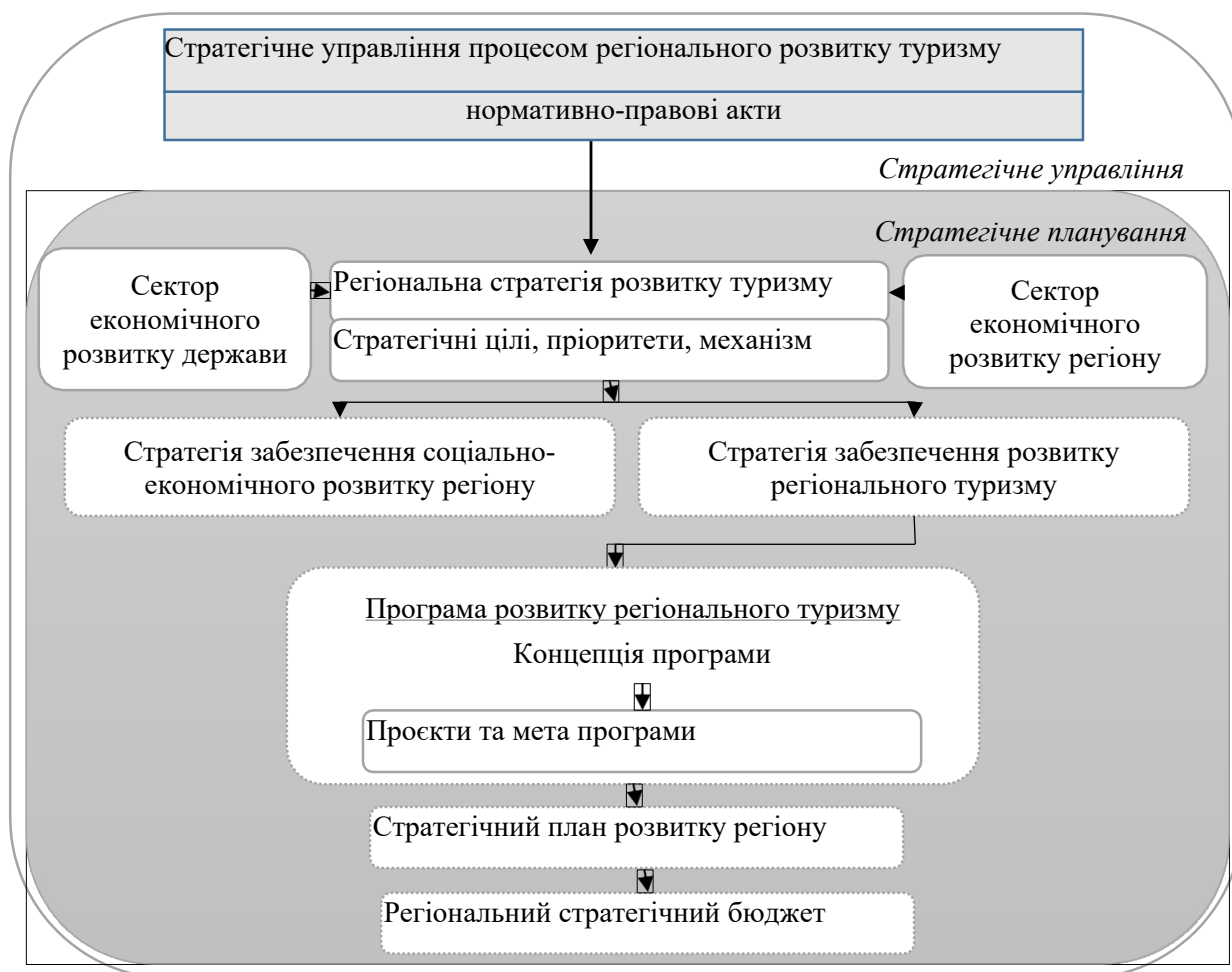 Стратегічне управління процесом регіонального розвитку туризму
нормативно-правові акти
Стратегічне управління
Стратегічне планування
Сектор
економічного
розвитку держави
Регіональна стратегія розвитку туризму
Стратегічні цілі, пріоритети, механізм
Сектор
економічного
розвитку регіону
Стратегія забезпечення соціально-
економічного розвитку регіону
Стратегія забезпечення розвитку
регіонального туризму
Програма розвитку регіонального туризму
Концепція програми
Проєкти та мета програми
Стратегічний план розвитку регіону
Регіональний стратегічний бюджет